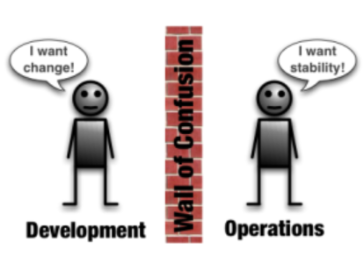 I want
change!
Wall of Confusion
I want
stability!
Development
Operations